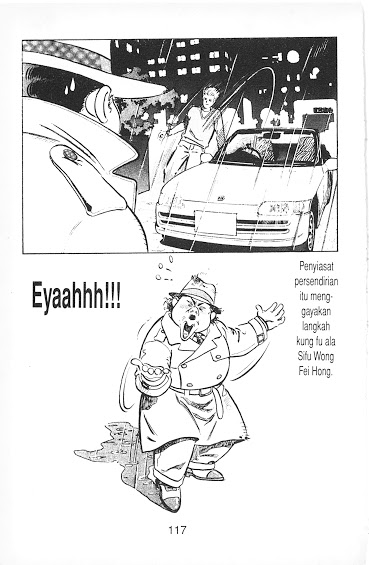 Eyaahhh!!!
Penyiasat
persendirian
itu meng-
gayakan
langkah
kung fu ala
Sifu Wong
Fei Hong.
117